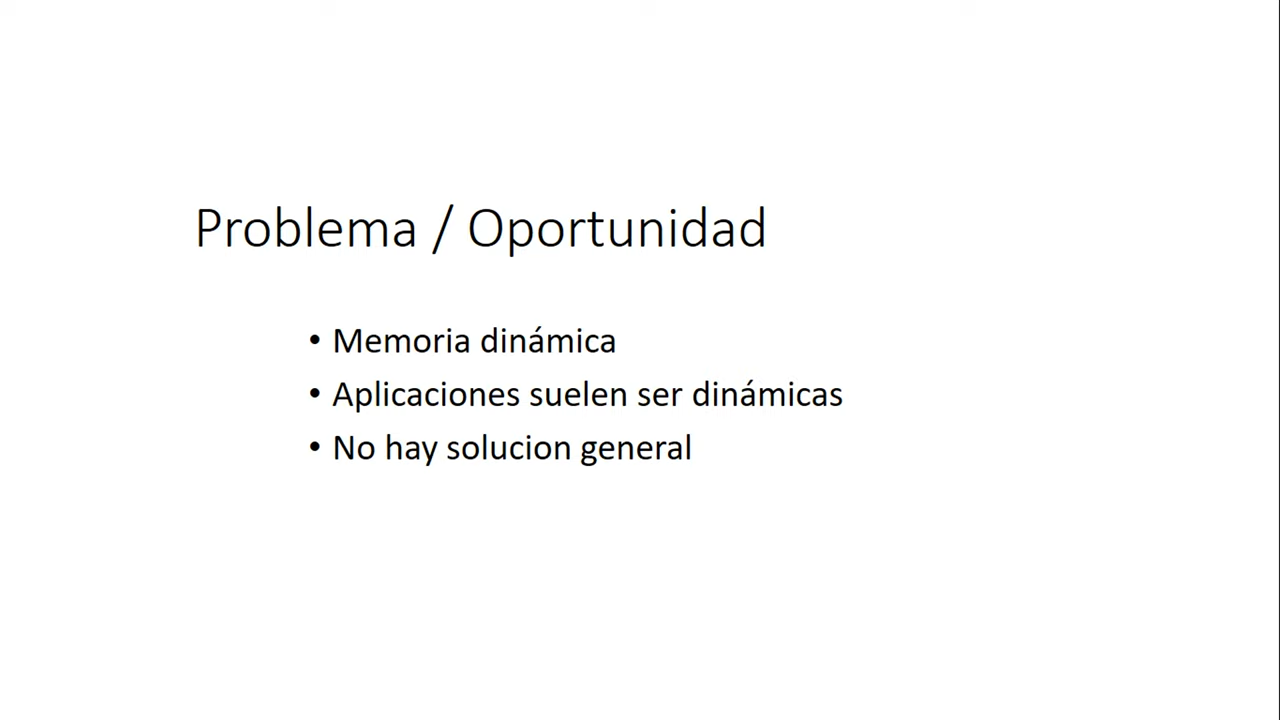 Problema / Oportunidad
• Memoria dinámica
• Aplicaciones suelen ser dinámicas
• No hay solucion general